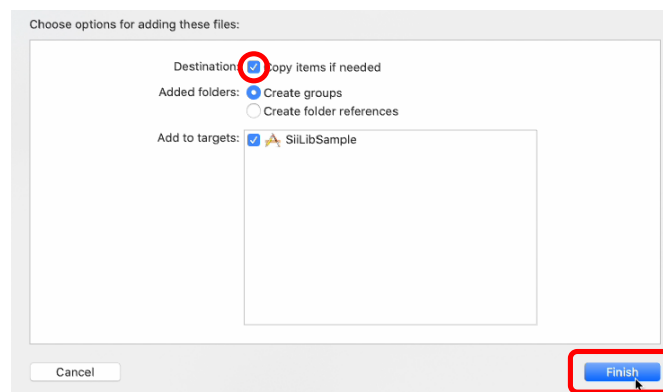 Choose options for adding these files:
Destination: Copy items if needed
Added folders: Create groups
Create folder references
Add to targets: SiiLibSample
Cancel
Finish